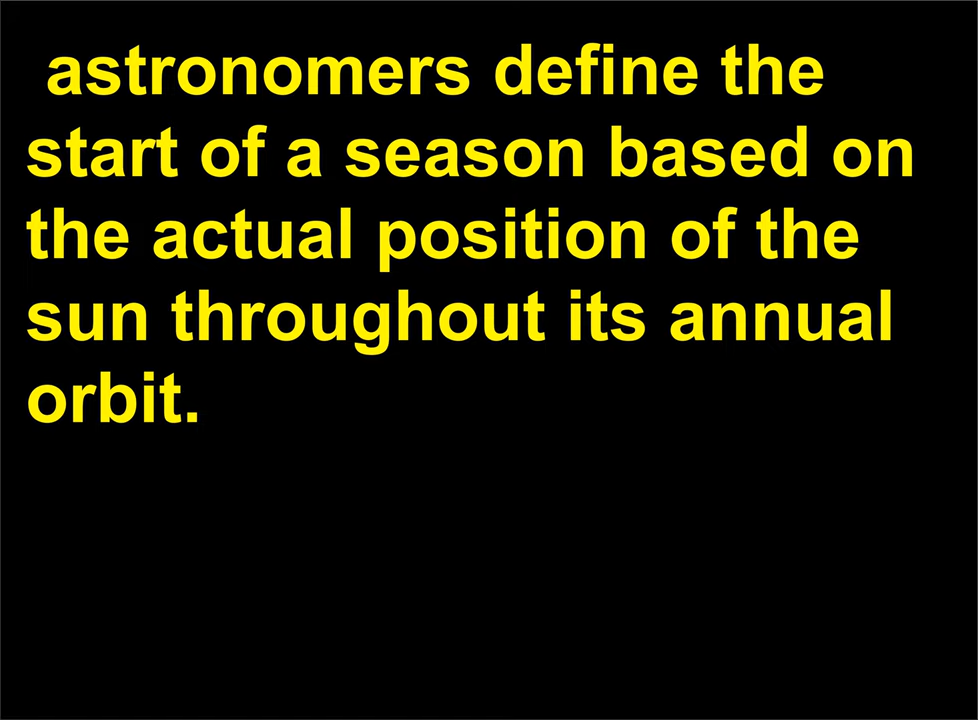 astronomers define the
start of a season based on
the actual position of the
sun throughout its annual
orbit.